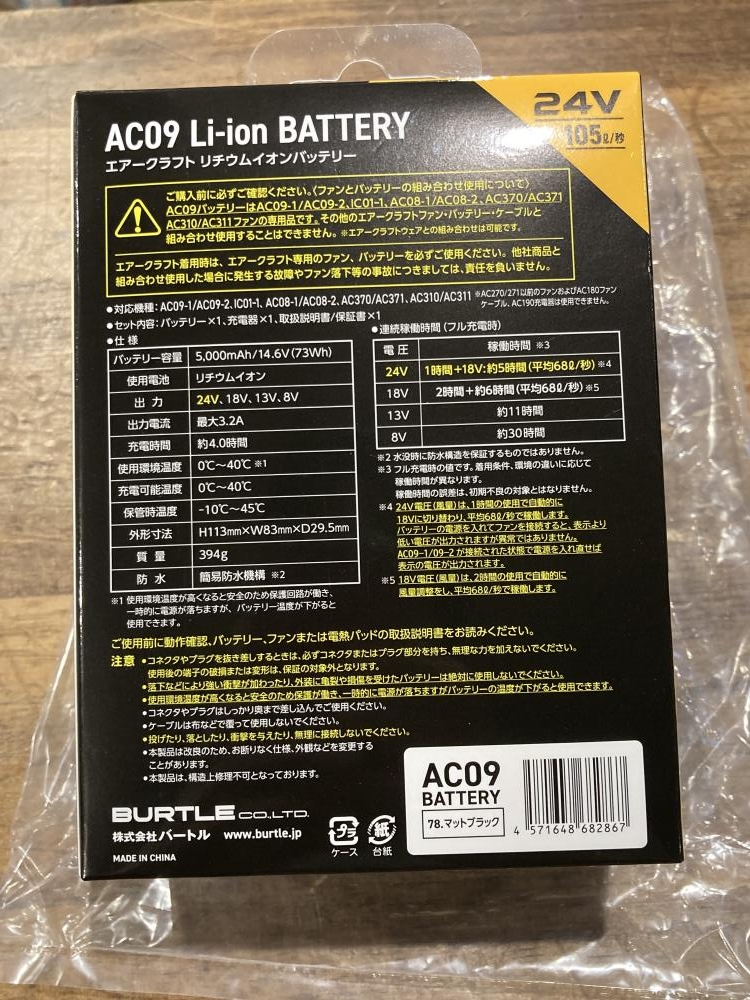 AC09 Li-ion BATTERY
エアークラフト リチウムイオンバッテリー
24V
105ℓ/秒
ご購入前に必ずご確認ください。〈ファンとバッテリーの組み合わせ使用について〉
AC09バッテリーはAC09-1/AC09-2、IC01-1、AC08-1/AC08-2、AC370/AC371
AC310/AC311ファンの専用品です。その他のエアークラフトファン・バッテリー・ケーブルと
組み合わせ使用することはできません。※エアークラフトウェアとの組み合わせは可能です。
エアークラフト着用時は、エアークラフト専用のファン、バッテリーを必ずご使用ください。他社商品と
組み合わせ使用した場合に発生する故障やファン落下等の事故につきましては、責任を負いません。
●対応機種：AC09-1/AC09-2、IC01-1、AC08-1/AC08-2、AC370/AC371、AC310/AC311 ※AC270/271以前のファンおよびAC180ファン
ケーブル、AC190充電器は使用できません。
●セット内容：バッテリー×1、充電器×1、取扱説明書/保証書×1
●仕 様
バッテリー容量 5,000mAh/14.6V(73Wh)
使用電池 リチウムイオン
出 力 24V、18V、13V、8V
出力電流 最大3.2A
充電時間 約4.0時間
使用環境温度 0℃〜40℃ ※1
充電可能温度 0℃〜40℃
保管時温度 -10℃〜45℃
外形寸法 H113mm×W83mm×D29.5mm
質 量 394g
防 水 簡易防水機構 ※2
※1 使用環境温度が高くなると安全のため保護回路が働き、
一時的に電源が落ちますが、バッテリー温度が下がると
使用できます。
●連続稼働時間（フル充電時）
電 圧 稼働時間 ※3
24V 1時間＋18V：約5時間（平均68ℓ/秒）※4
18V 2時間＋約6時間（平均68ℓ/秒）※5
13V 約11時間
8V 約30時間
※2 水没時に防水構造を保証するものではありません。
※3 フル充電時の値です。着用条件、環境の違いに応じて
稼働時間が異なります。
稼働時間の誤差は、初期不良の対象とはなりません。
※4 24V電圧（風量）は、1時間の使用で自動的に
18Vに切り替わり、平均68ℓ/秒で稼働します。
バッテリーの電源を入れてファンを接続すると、表示より
低い電圧が出力されますが異常ではありません。
AC09-1/09-2 が接続された状態で電源を入れ直せば
表示の電圧が出力されます。
※5 18V電圧（風量）は、2時間の使用で自動的に
風量調整をし、平均68ℓ/秒で稼働します。
ご使用前に動作確認、バッテリー、ファンまたは電熱パッドの取扱説明書をお読みください。
注意 ●コネクタやプラグを抜き差しするときは、必ずコネクタまたはプラグ部分を持ち、無理な力を加えないでください。
使用後の端子の破損または変形は、保証の対象外となります。
●落下などにより強い衝撃が加わったり、外装に亀裂や損傷を受けたバッテリーは絶対に使用しないでください。
●使用環境温度が高くなると安全のため保護が働き、一時的に電源が落ちますがバッテリーの温度が下がると使用できます。
●コネクタやプラグはしっかり奥まで差し込んでご使用ください。
●ケーブルは布などで覆って使用しないでください。
●投げたり、落としたり、衝撃を与えたり、無理に接続しないでください。
●本製品は改良のため、お断りなく仕様、外観などを変更する
ことがあります。
●本製品は、構造上修理不可となっております。
BURTLE CO.,LTD.
株式会社バートル www.burtle.jp
MADE IN CHINA
プラ
ケース
紙
台紙
AC09
BATTERY
78.マットブラック
4 571648 682867